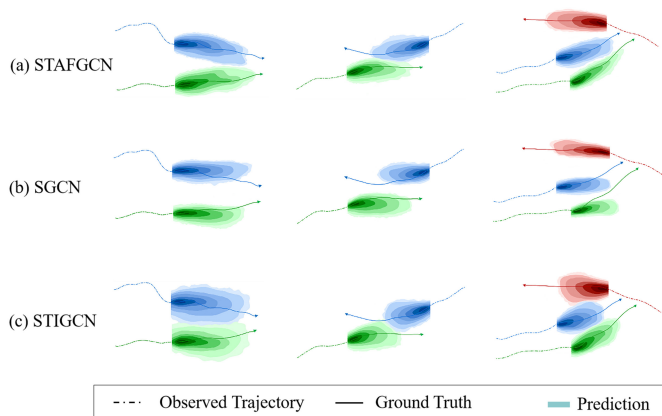 (a) STAFGCN
(b) SGCN
(c) STIGCN
Observed Trajectory Ground Truth Prediction